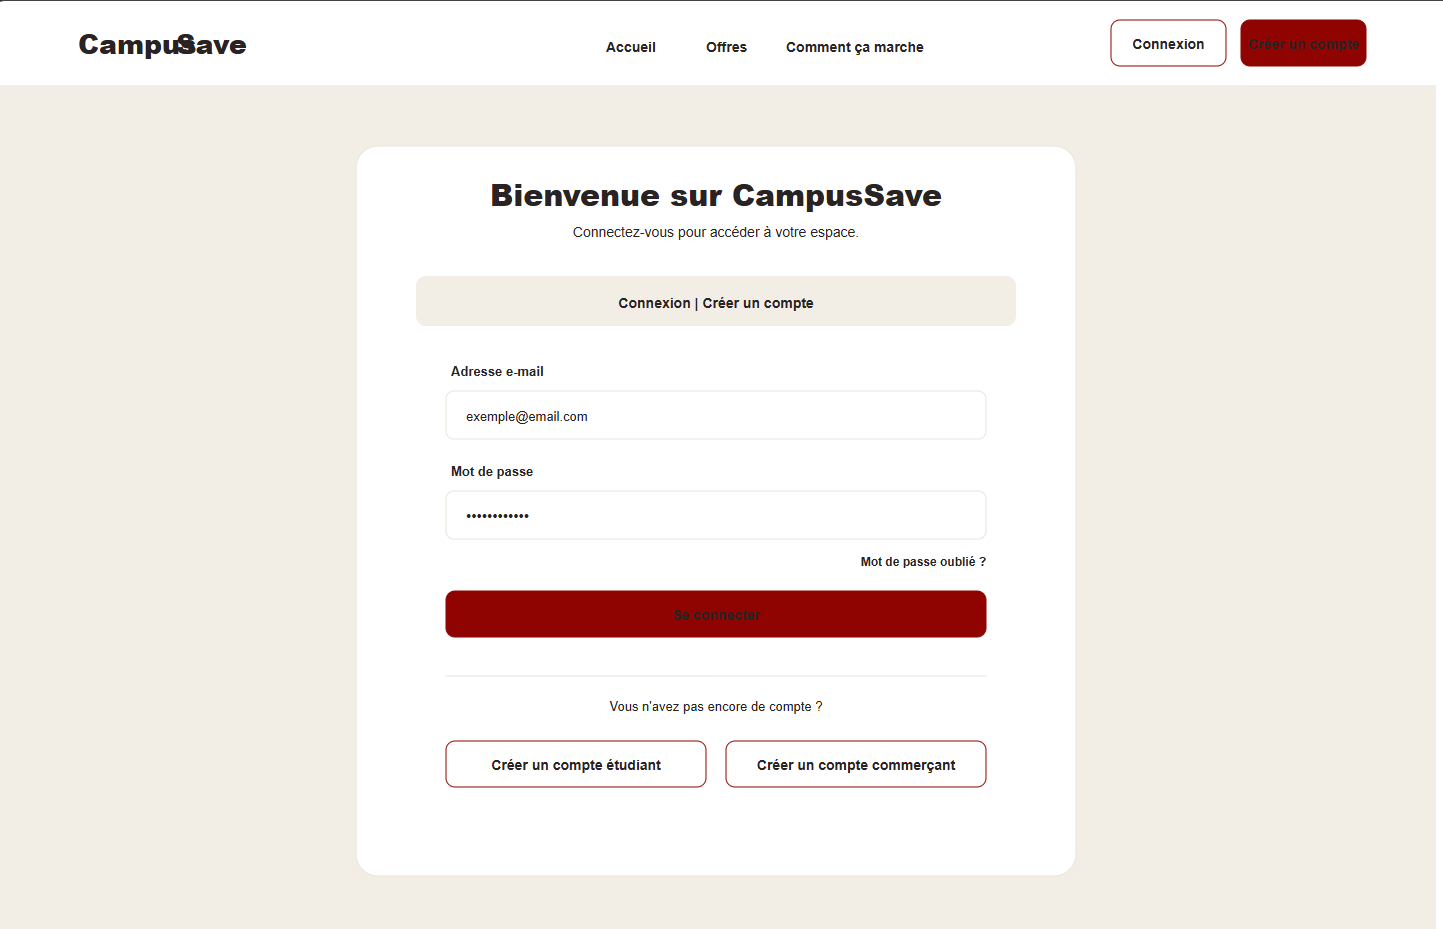 CampusSave
Accueil
Offres
Comment ça marche
Connexion
Créer un compte
Bienvenue sur CampusSave
Connectez-vous pour accéder à votre espace.
Connexion | Créer un compte
Adresse e-mail
exemple@email.com
Mot de passe
••••••••••••
Mot de passe oublié ?
Se connecter
Vous n'avez pas encore de compte ?
Créer un compte étudiant
Créer un compte commerçant